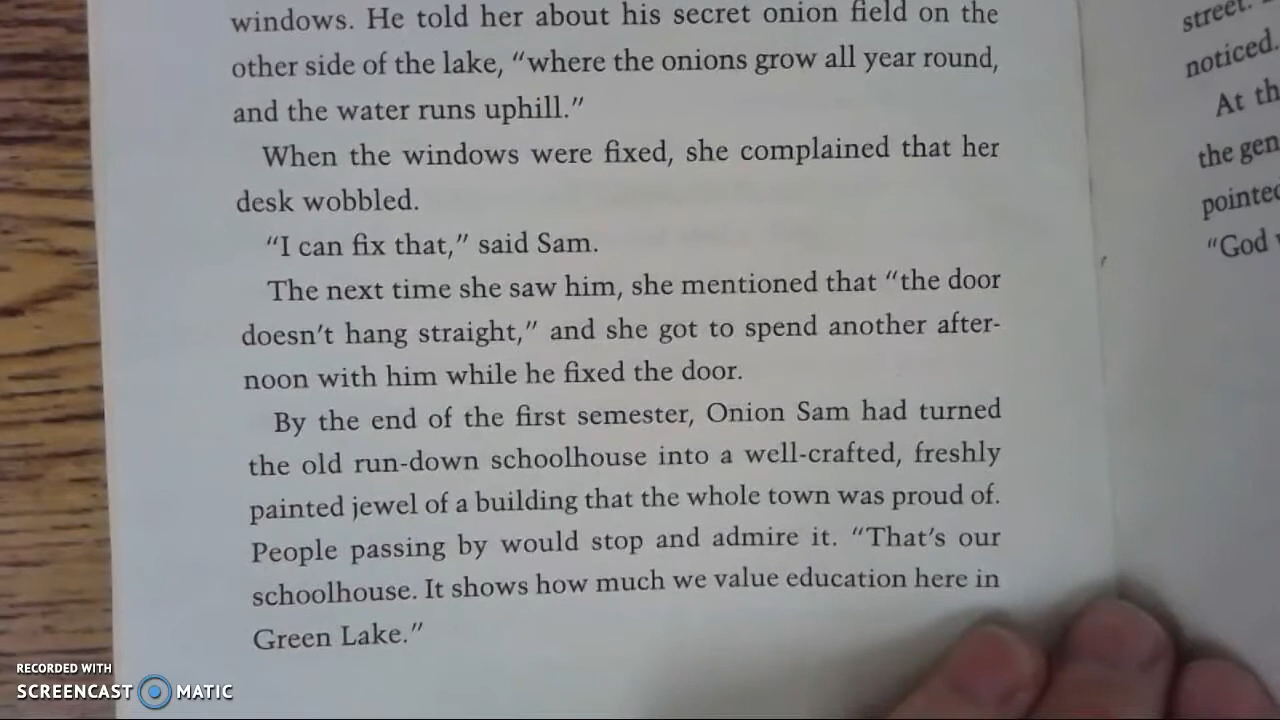 windows. He told her about his secret onion field on the
other side of the lake, “where the onions grow all year round,
and the water runs uphill.”
When the windows were fixed, she complained that her
desk wobbled.
“I can fix that,” said Sam.
The next time she saw him, she mentioned that “the door
doesn’t hang straight,” and she got to spend another after-
noon with him while he fixed the door.
By the end of the first semester, Onion Sam had turned
the old run-down schoolhouse into a well-crafted, freshly
painted jewel of a building that the whole town was proud of.
People passing by would stop and admire it. “That’s our
schoolhouse. It shows how much we value education here in
Green Lake.”
street.
noticed.
At th
the gen
pointed
“God
RECORDED WITH
SCREENCAST MATIC